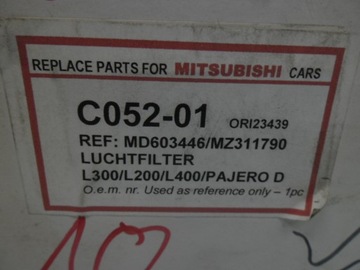 REPLACE PARTS FOR MITSUBISHI CARS
C052-01 ORI23439
REF: MD603446/MZ311790
LUCHTFILTER
L300/L200/L400/PAJERO D
O.e.m. nr. Used as reference only – 1pc